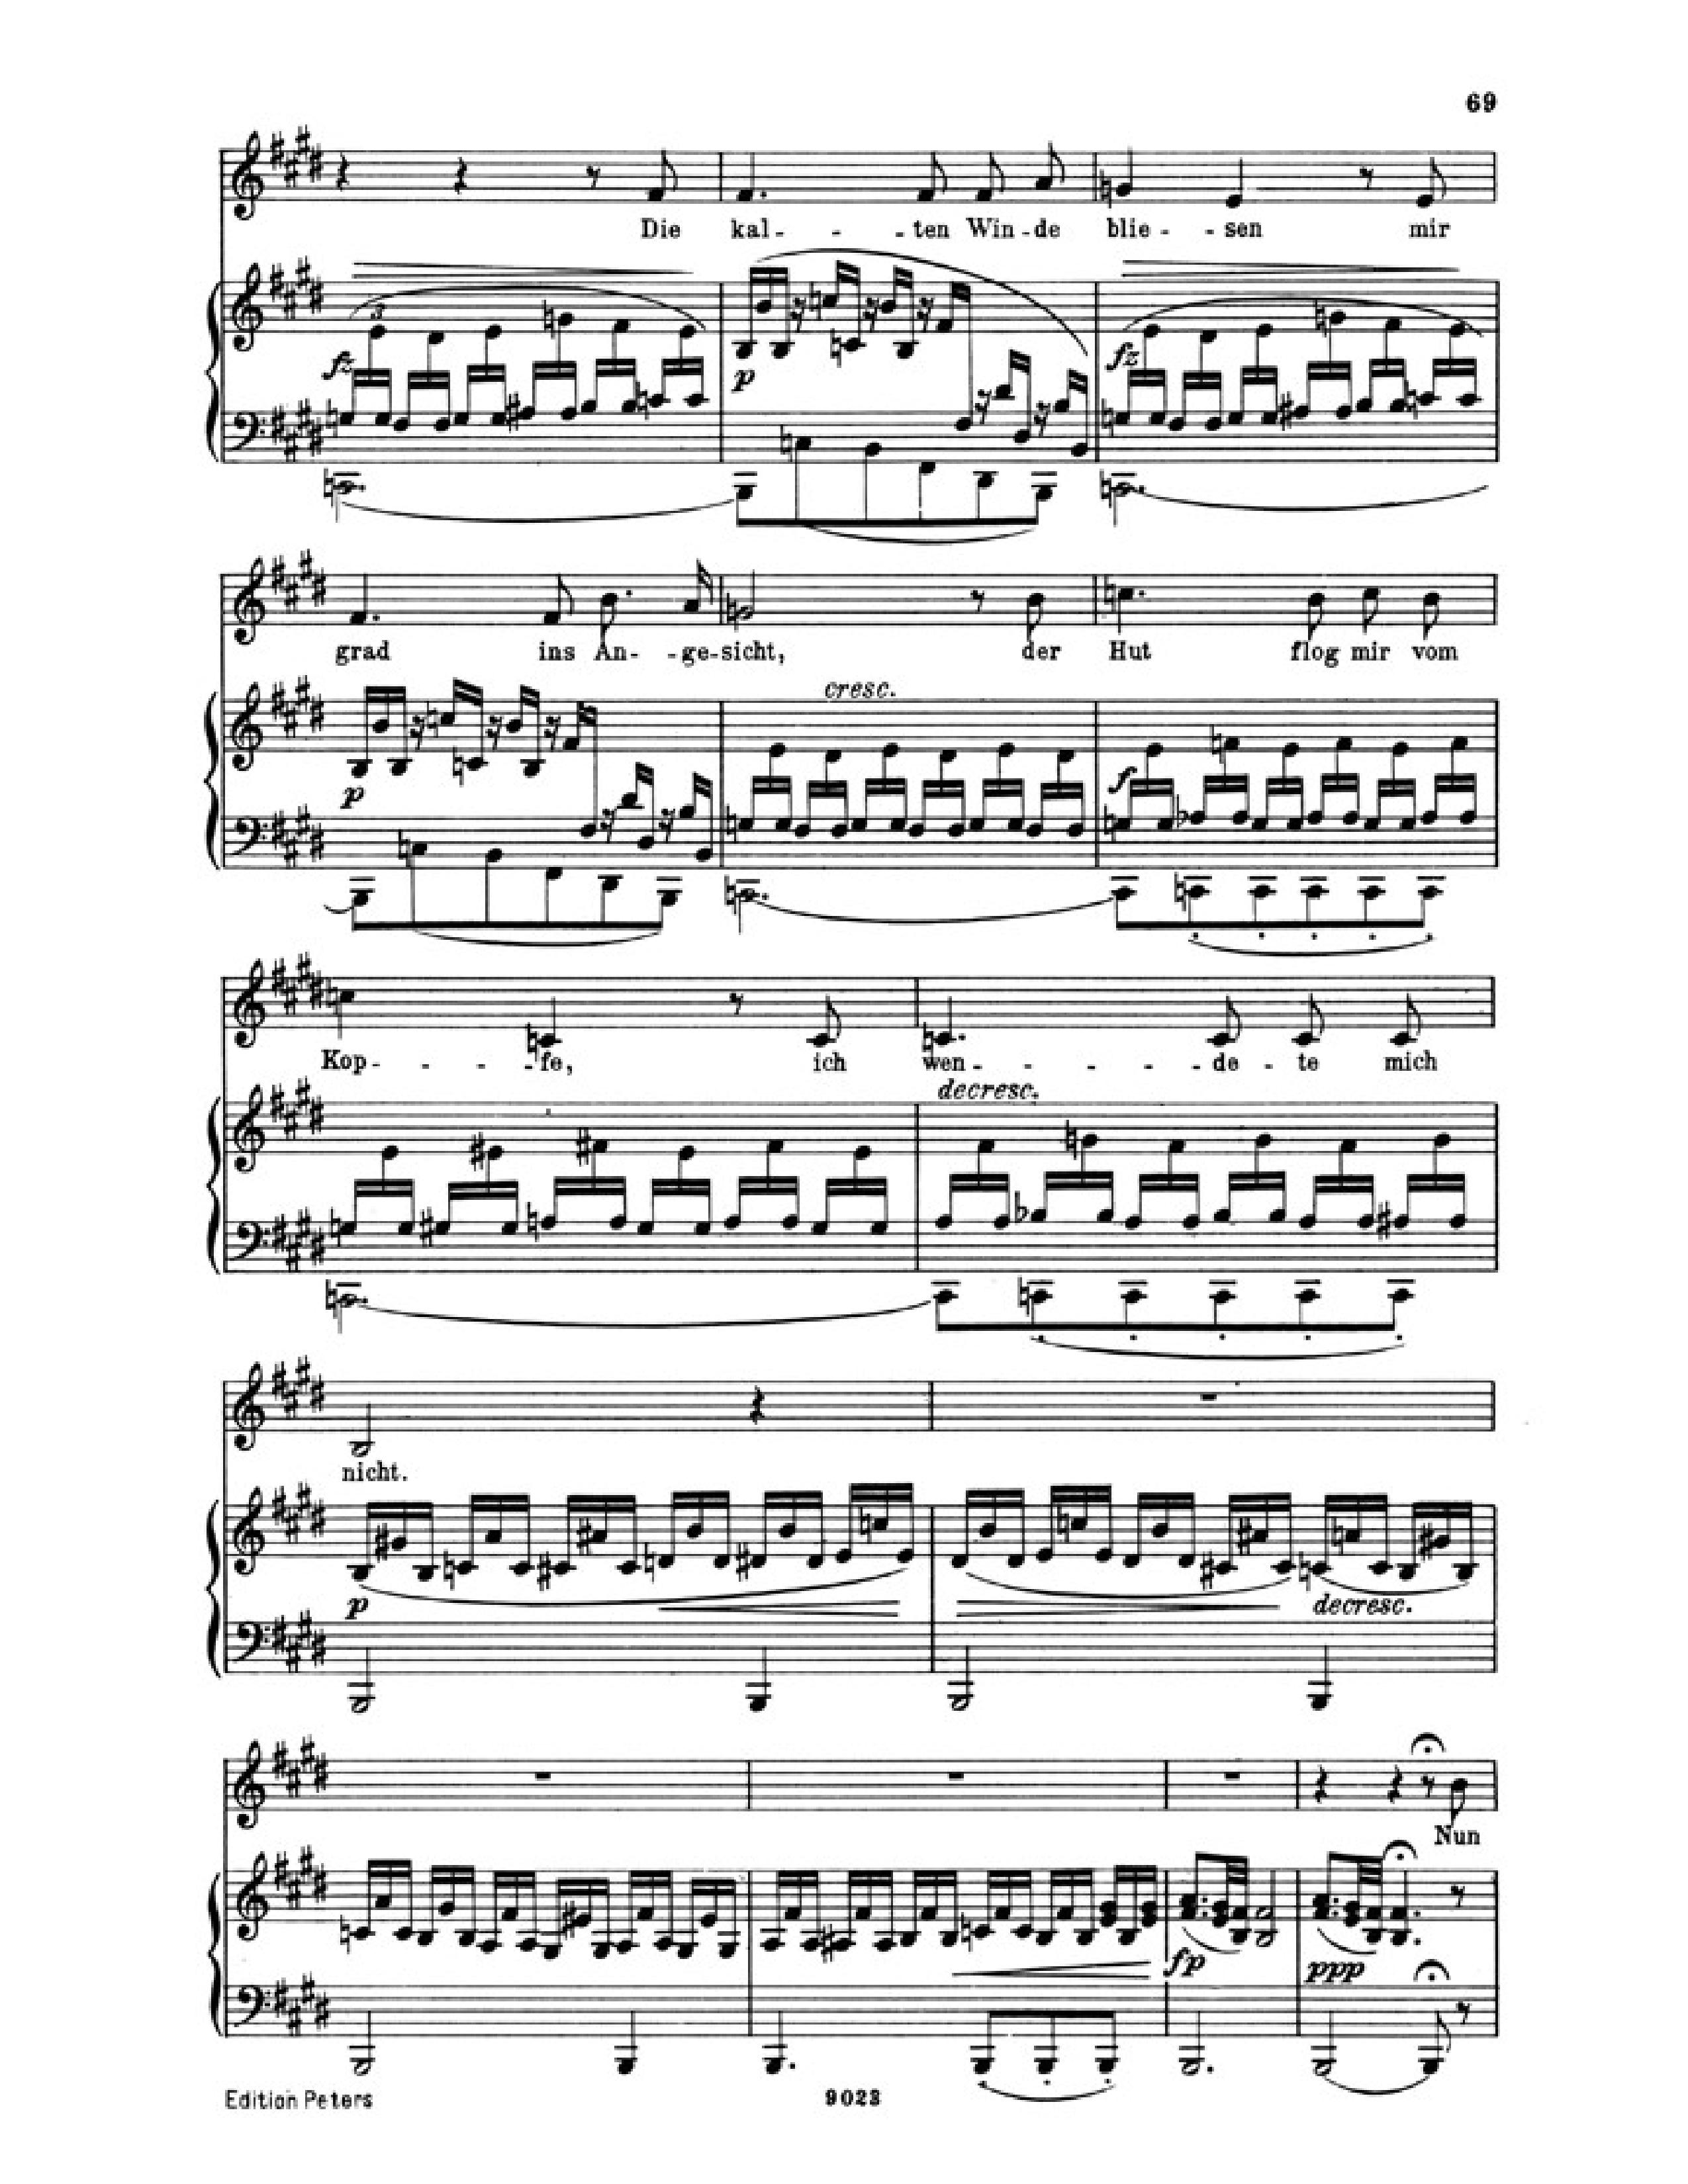 69
Die kal - - - ten Win - de blie - - sen mir
3
fz p fz
grad ins An - - ge - sicht, der Hut flog mir vom
cresc.
p f
Kop - - - - fe, ich wen - - - - - de - te mich
decresc.
nicht.
p decresc.
Nun
fp ppp
Edition Peters 9023